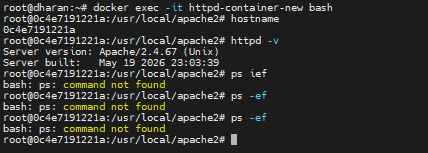 root@dharan:~# docker exec -it httpd-container-new bash
root@0c4e7191221a:/usr/local/apache2# hostname
0c4e7191221a
root@0c4e7191221a:/usr/local/apache2# httpd -v
Server version: Apache/2.4.67 (Unix)
Server built:   May 19 2026 23:03:39
root@0c4e7191221a:/usr/local/apache2# ps ief
bash: ps: command not found
root@0c4e7191221a:/usr/local/apache2# ps -ef
bash: ps: command not found
root@0c4e7191221a:/usr/local/apache2# ps -ef
bash: ps: command not found
root@0c4e7191221a:/usr/local/apache2#